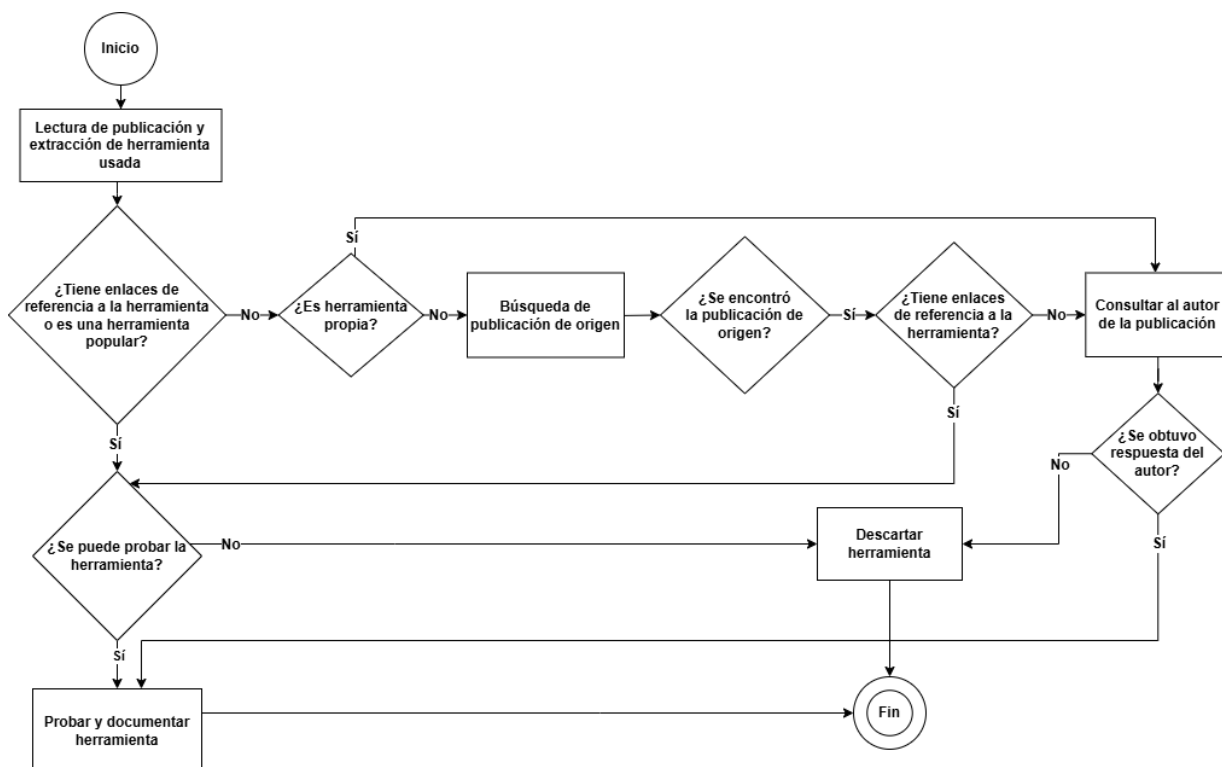 Inicio
Lectura de publicación y
extracción de herramienta
usada
Sí
¿Tiene enlaces de
referencia a la herramienta
o es una herramienta
popular?
No
¿Es herramienta
propia?
No
Búsqueda de
publicación de origen
¿Se encontró
la publicación de
origen?
Sí
¿Tiene enlaces
de referencia a la
herramienta?
No
Consultar al autor
de la publicación
Sí
Sí
¿Se obtuvo
respuesta del
autor?
No
Sí
¿Se puede probar la
herramienta?
No
Descartar
herramienta
Sí
Probar y documentar
herramienta
Fin